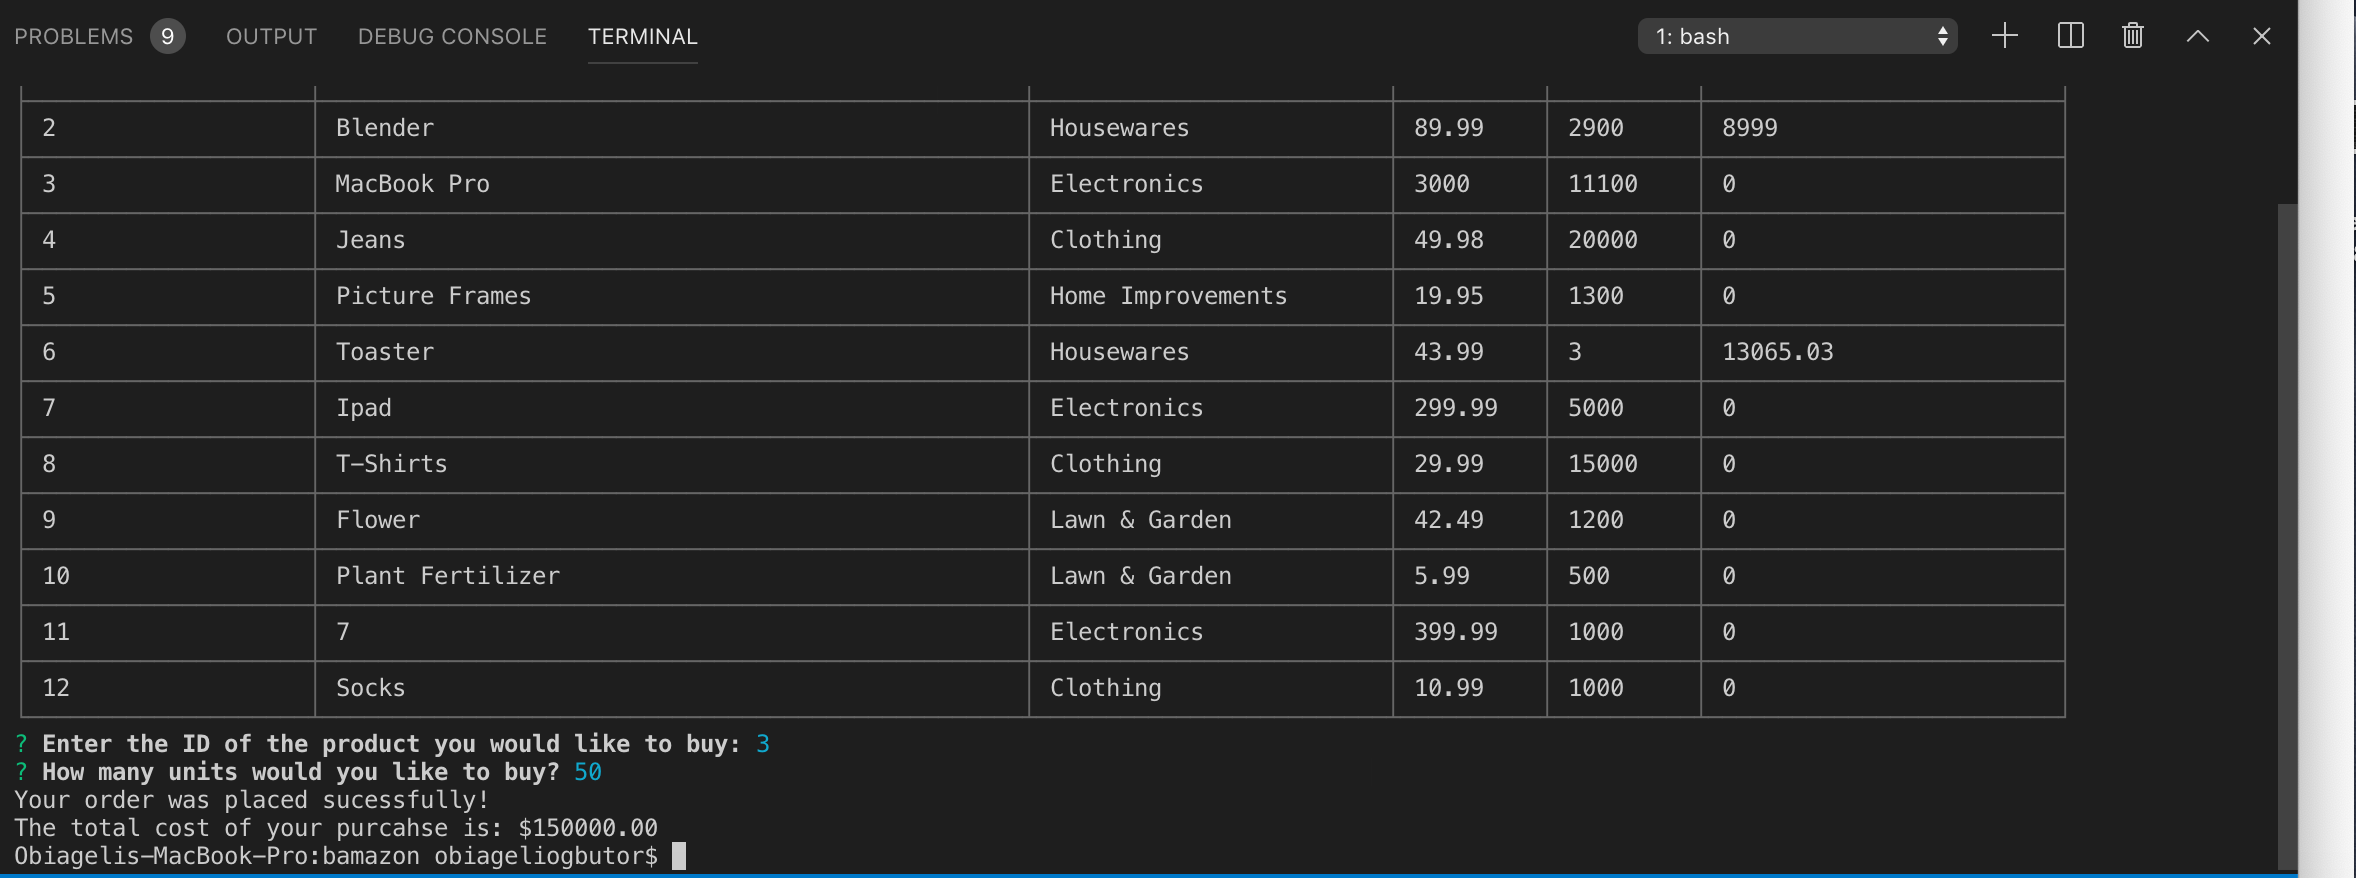 PROBLEMS 9 OUTPUT DEBUG CONSOLE TERMINAL 1: bash
2 Blender Housewares 89.99 2900 8999
3 MacBook Pro Electronics 3000 11100 0
4 Jeans Clothing 49.98 20000 0
5 Picture Frames Home Improvements 19.95 1300 0
6 Toaster Housewares 43.99 3 13065.03
7 Ipad Electronics 299.99 5000 0
8 T-Shirts Clothing 29.99 15000 0
9 Flower Lawn & Garden 42.49 1200 0
10 Plant Fertilizer Lawn & Garden 5.99 500 0
11 7 Electronics 399.99 1000 0
12 Socks Clothing 10.99 1000 0
? Enter the ID of the product you would like to buy: 3
? How many units would you like to buy? 50
Your order was placed sucessfully!
The total cost of your purcahse is: $150000.00
Obiagelis-MacBook-Pro:bamazon obiageliogbutor$